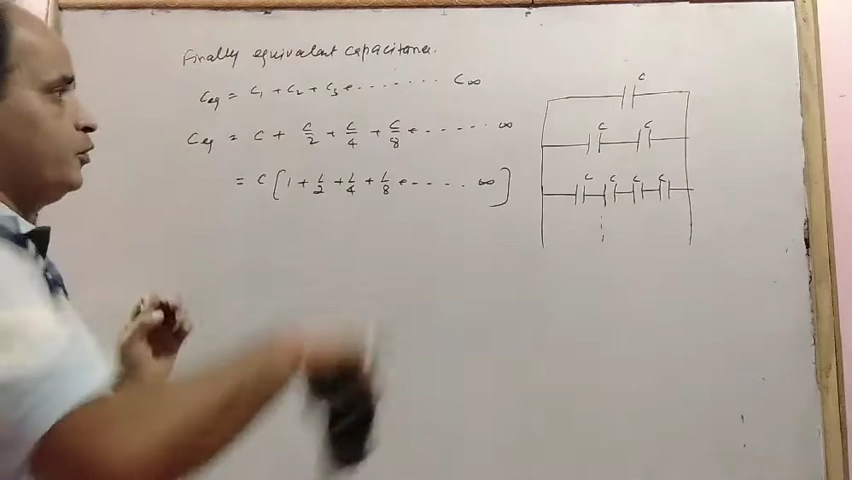 Finally equivalent capacitance.
Ceq = C1 + C2 + C3 + ........ C∞
Ceq = C + C/2 + C/4 + C/8 + ...... ∞
= C [1 + 1/2 + 1/4 + 1/8 + ..... ∞]
C
C C
C C C C